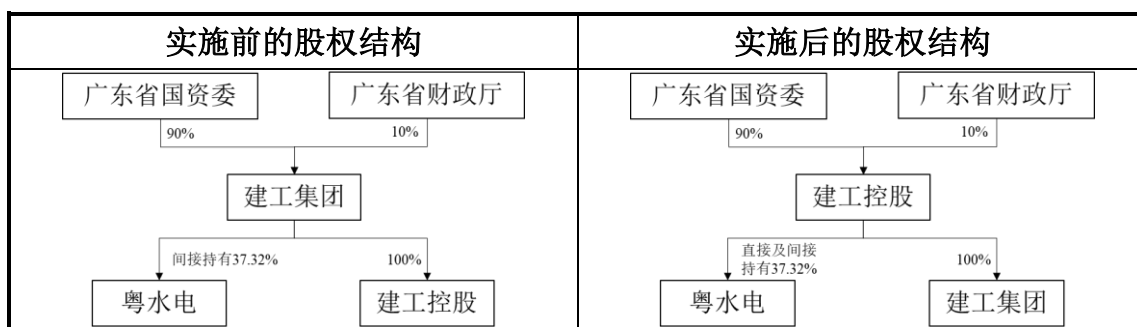 实施前的股权结构
广东省国资委 广东省财政厅
90% 10%
建工集团
间接持有37.32% 100%
粤水电 建工控股
实施后的股权结构
广东省国资委 广东省财政厅
90% 10%
建工控股
直接及间接
持有37.32% 100%
粤水电 建工集团